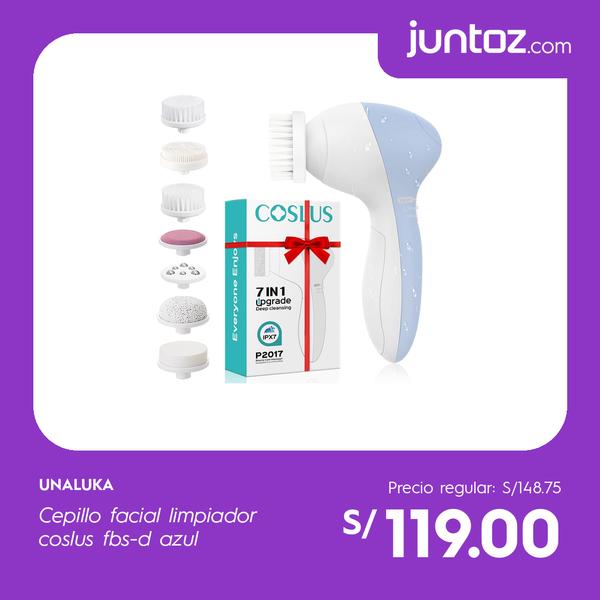 juntoz.com
COSLUS
Everyone Enjoys
7 IN 1
Upgrade
Deep cleansing
IPX7
P2017
UNALUKA
Cepillo facial limpiador
coslus fbs-d azul
Precio regular: S/148.75
S/119.00